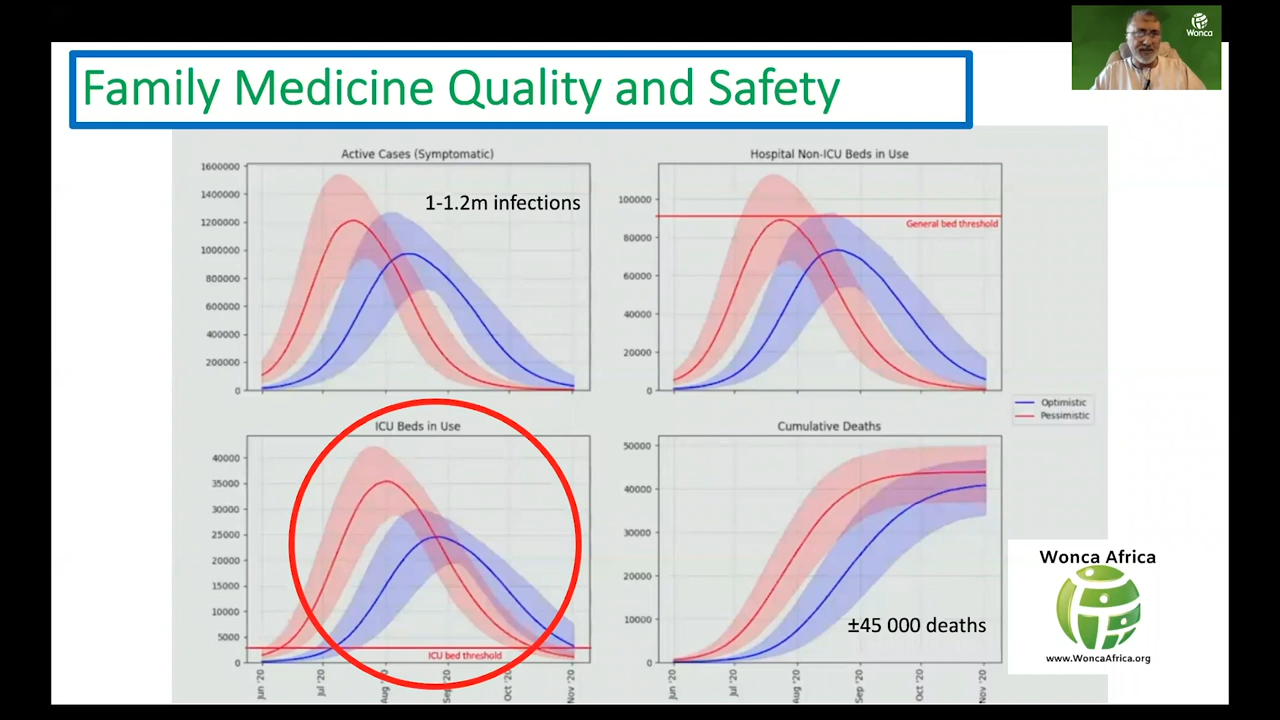 Wonca
Family Medicine Quality and Safety
Active Cases (Symptomatic)
1600000
1400000
1200000
1000000
800000
600000
400000
200000
0
1-1.2m infections
Hospital Non-ICU Beds in Use
100000
80000
60000
40000
20000
0
General bed threshold
Optimistic
Pessimistic
ICU Beds in Use
40000
35000
30000
25000
20000
15000
10000
5000
0
ICU bed threshold
Jun '20
Jul '20
Aug '20
Sep '20
Oct '20
Nov '20
Cumulative Deaths
50000
40000
30000
20000
10000
0
±45 000 deaths
Jun '20
Jul '20
Aug '20
Sep '20
Oct '20
Nov '20
Wonca Africa
www.WoncaAfrica.org